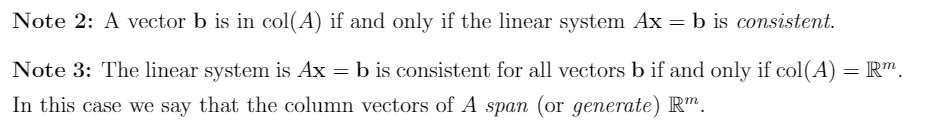 Note 2: A vector b is in col(A) if and only if the linear system Ax = b is consistent.
Note 3: The linear system is Ax = b is consistent for all vectors b if and only if col(A) = ℝᵐ.
In this case we say that the column vectors of A span (or generate) ℝᵐ.